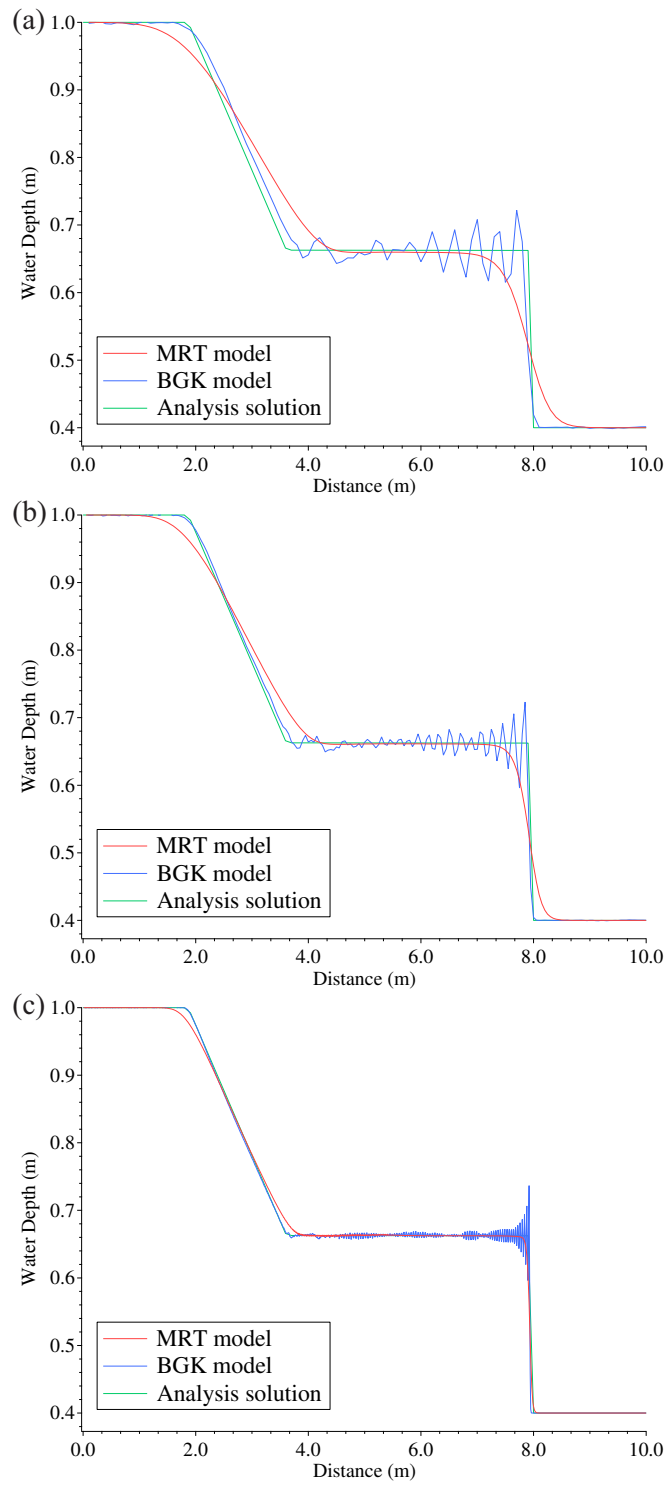 (a)
1.0
0.9
0.8
0.7
0.6
0.5
0.4
Water Depth (m)
MRT model
BGK model
Analysis solution
0.0 2.0 4.0 6.0 8.0 10.0
Distance (m)
(b)
1.0
0.9
0.8
0.7
0.6
0.5
0.4
Water Depth (m)
MRT model
BGK model
Analysis solution
0.0 2.0 4.0 6.0 8.0 10.0
Distance (m)
(c)
1.0
0.9
0.8
0.7
0.6
0.5
0.4
Water Depth (m)
MRT model
BGK model
Analysis solution
0.0 2.0 4.0 6.0 8.0 10.0
Distance (m)